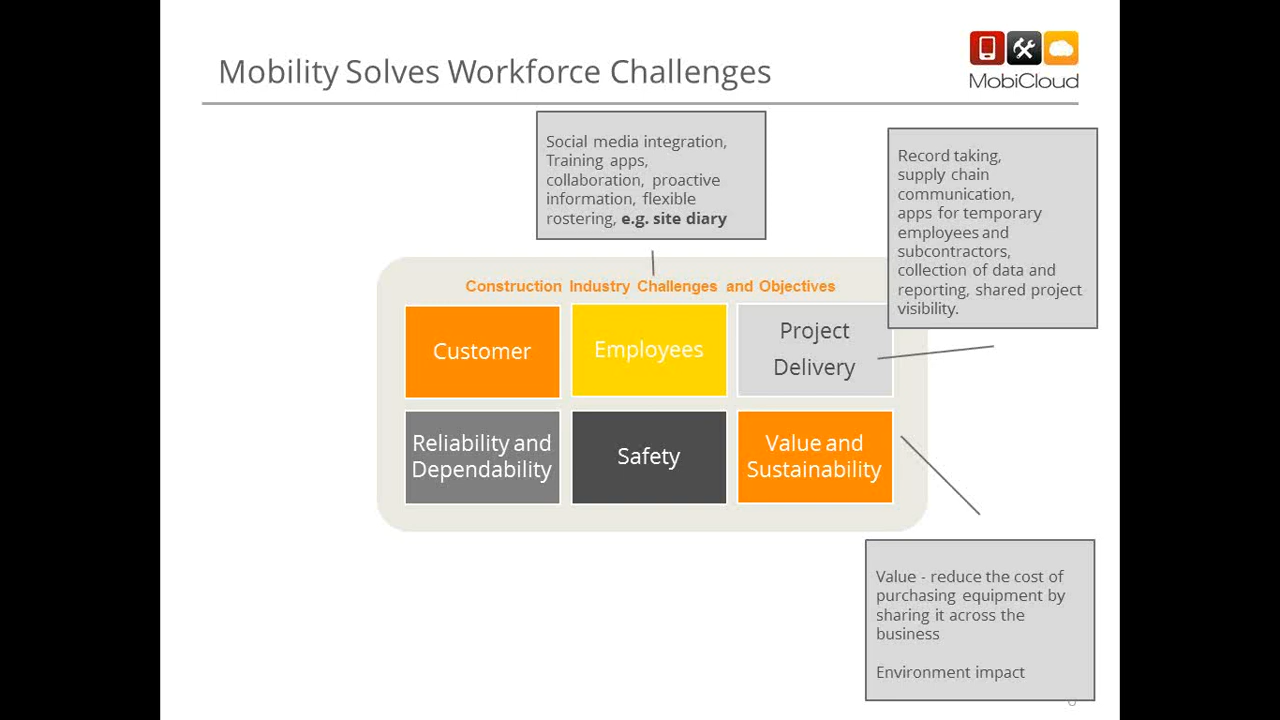 Mobility Solves Workforce Challenges
MobiCloud
Social media integration,
Training apps,
collaboration, proactive
information, flexible
rostering, e.g. site diary
Record taking,
supply chain
communication,
apps for temporary
employees and
subcontractors,
collection of data and
reporting, shared project
visibility.
Construction Industry Challenges and Objectives
Customer
Employees
Project
Delivery
Reliability and
Dependability
Safety
Value and
Sustainability
Value - reduce the cost of
purchasing equipment by
sharing it across the
business
Environment impact